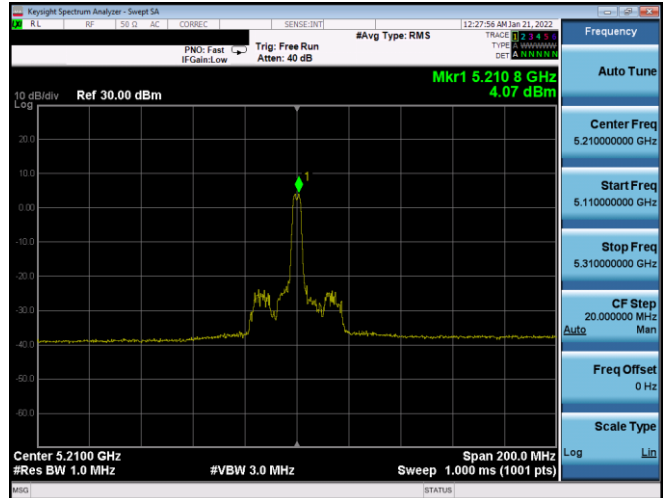 Keysight Spectrum Analyzer - Swept SA
RL RF 50 Ω AC CORREC SENSE:INT 12:27:56 AM Jan 21, 2022
#Avg Type: RMS
TRACE 1 2 3 4 5 6
TYPE A WWWWW
DET A N N N N N
PNO: Fast
IFGain:Low
Trig: Free Run
Atten: 40 dB
Mkr1 5.210 8 GHz
4.07 dBm
10 dB/div Ref 30.00 dBm
Log
20.0
10.0
0.00
-10.0
-20.0
-30.0
-40.0
-50.0
-60.0
1
Center 5.2100 GHz
#Res BW 1.0 MHz
#VBW 3.0 MHz
Span 200.0 MHz
Sweep 1.000 ms (1001 pts)
MSG
STATUS
Frequency
Auto Tune
Center Freq
5.210000000 GHz
Start Freq
5.110000000 GHz
Stop Freq
5.310000000 GHz
CF Step
20.000000 MHz
Auto Man
Freq Offset
0 Hz
Scale Type
Log Lin